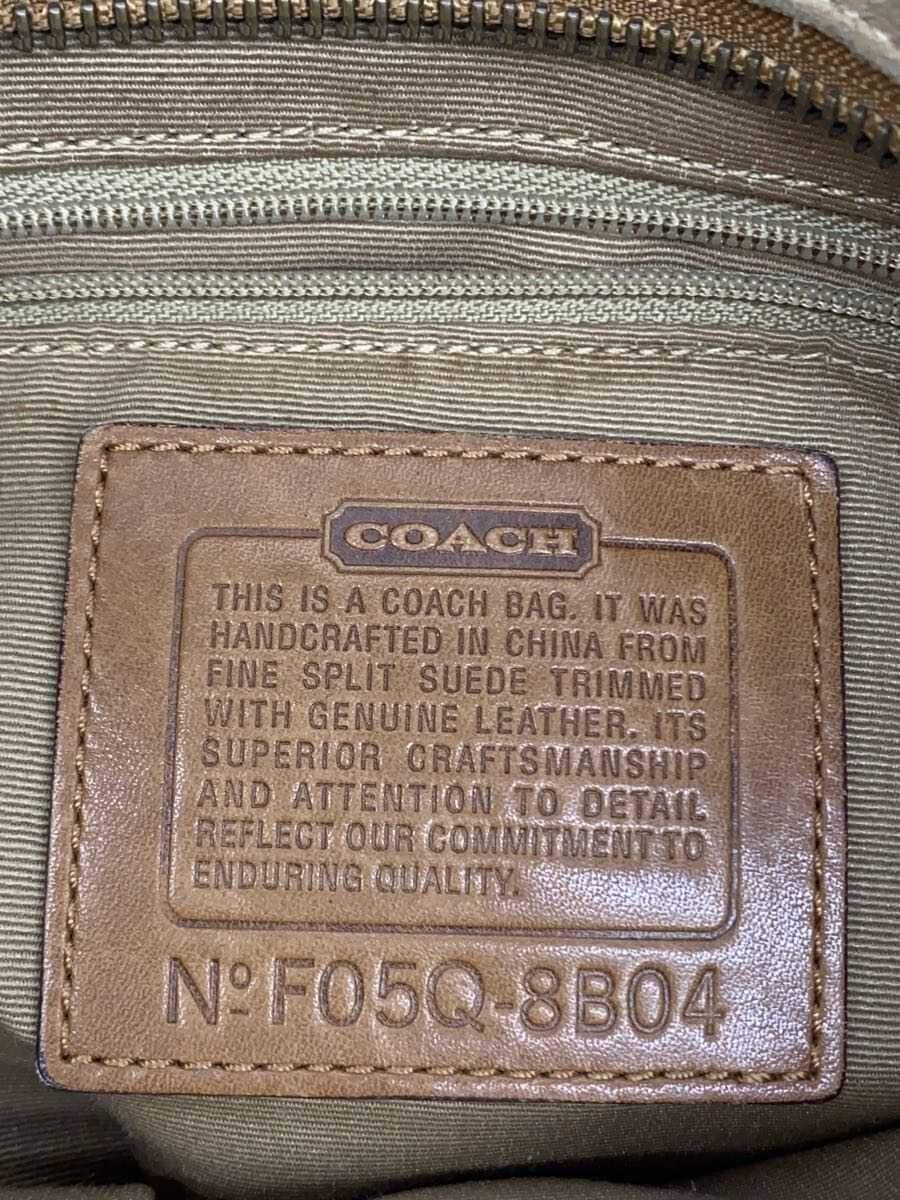 COACH
THIS IS A COACH BAG. IT WAS
HANDCRAFTED IN CHINA FROM
FINE SPLIT SUEDE TRIMMED
WITH GENUINE LEATHER. ITS
SUPERIOR CRAFTSMANSHIP
AND ATTENTION TO DETAIL
REFLECT OUR COMMITMENT TO
ENDURING QUALITY.
Nº F05Q-8B04